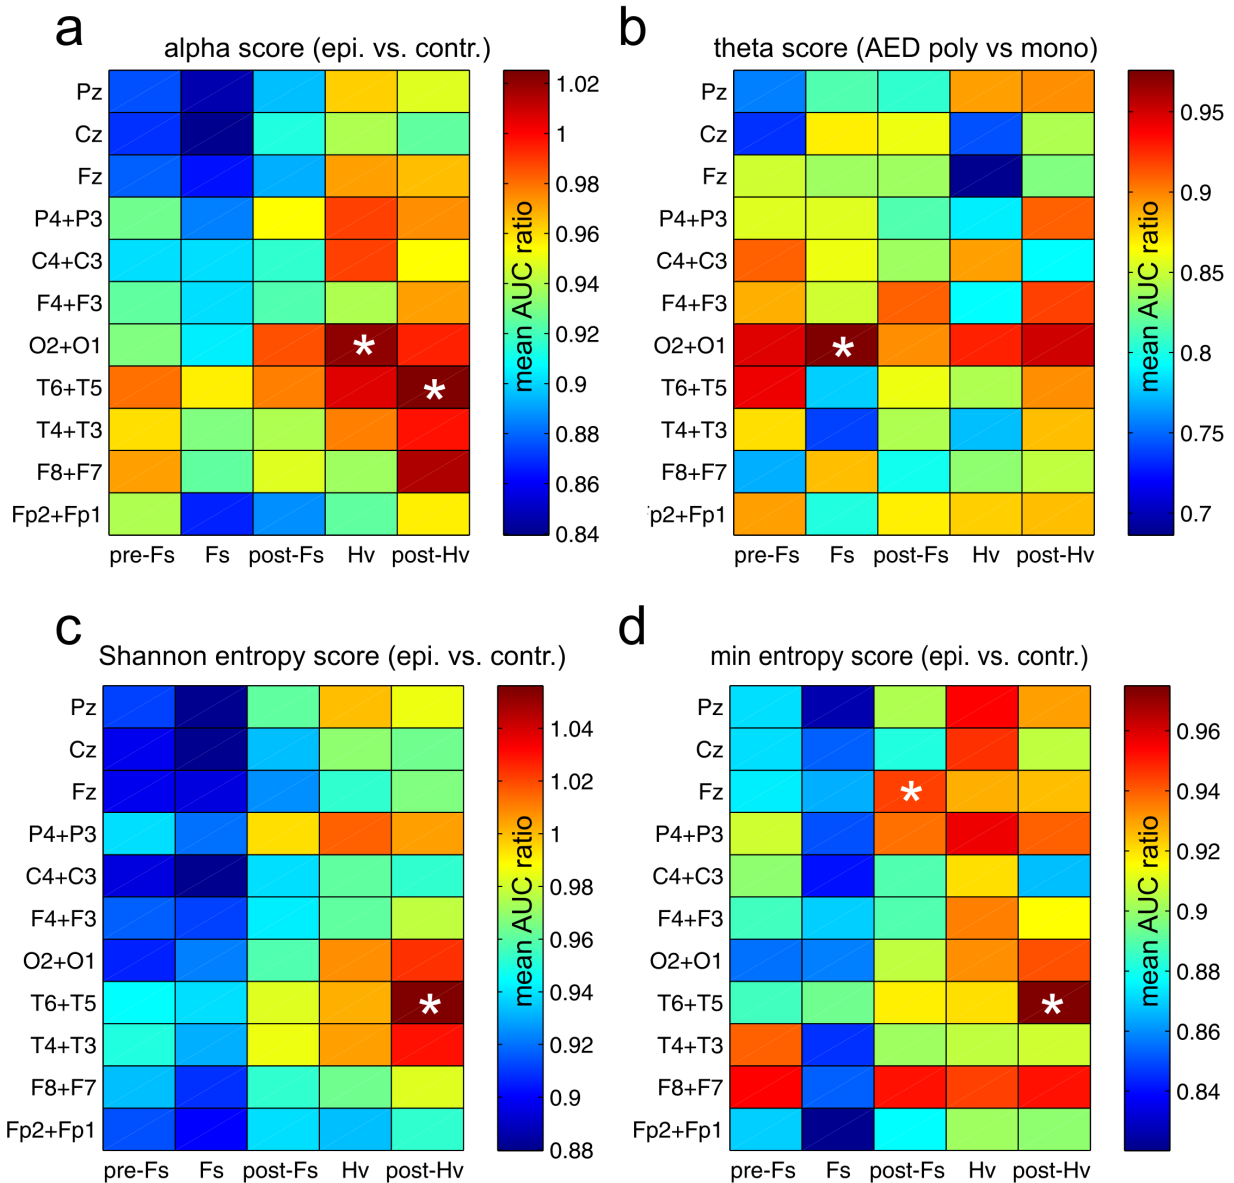 a
alpha score (epi. vs. contr.)
Pz
Cz
Fz
P4+P3
C4+C3
F4+F3
O2+O1
T6+T5
T4+T3
F8+F7
Fp2+Fp1
pre-Fs Fs post-Fs Hv post-Hv
*
*
1.02
1
0.98
0.96
0.94
0.92
0.9
0.88
0.86
0.84
mean AUC ratio
b
theta score (AED poly vs mono)
Pz
Cz
Fz
P4+P3
C4+C3
F4+F3
O2+O1
T6+T5
T4+T3
F8+F7
p2+Fp1
pre-Fs Fs post-Fs Hv post-Hv
*
0.95
0.9
0.85
0.8
0.75
0.7
mean AUC ratio
c
Shannon entropy score (epi. vs. contr.)
Pz
Cz
Fz
P4+P3
C4+C3
F4+F3
O2+O1
T6+T5
T4+T3
F8+F7
Fp2+Fp1
pre-Fs Fs post-Fs Hv post-Hv
*
1.04
1.02
1
0.98
0.96
0.94
0.92
0.9
0.88
mean AUC ratio
d
min entropy score (epi. vs. contr.)
Pz
Cz
Fz
P4+P3
C4+C3
F4+F3
O2+O1
T6+T5
T4+T3
F8+F7
Fp2+Fp1
pre-Fs Fs post-Fs Hv post-Hv
*
*
0.96
0.94
0.92
0.9
0.88
0.86
0.84
mean AUC ratio